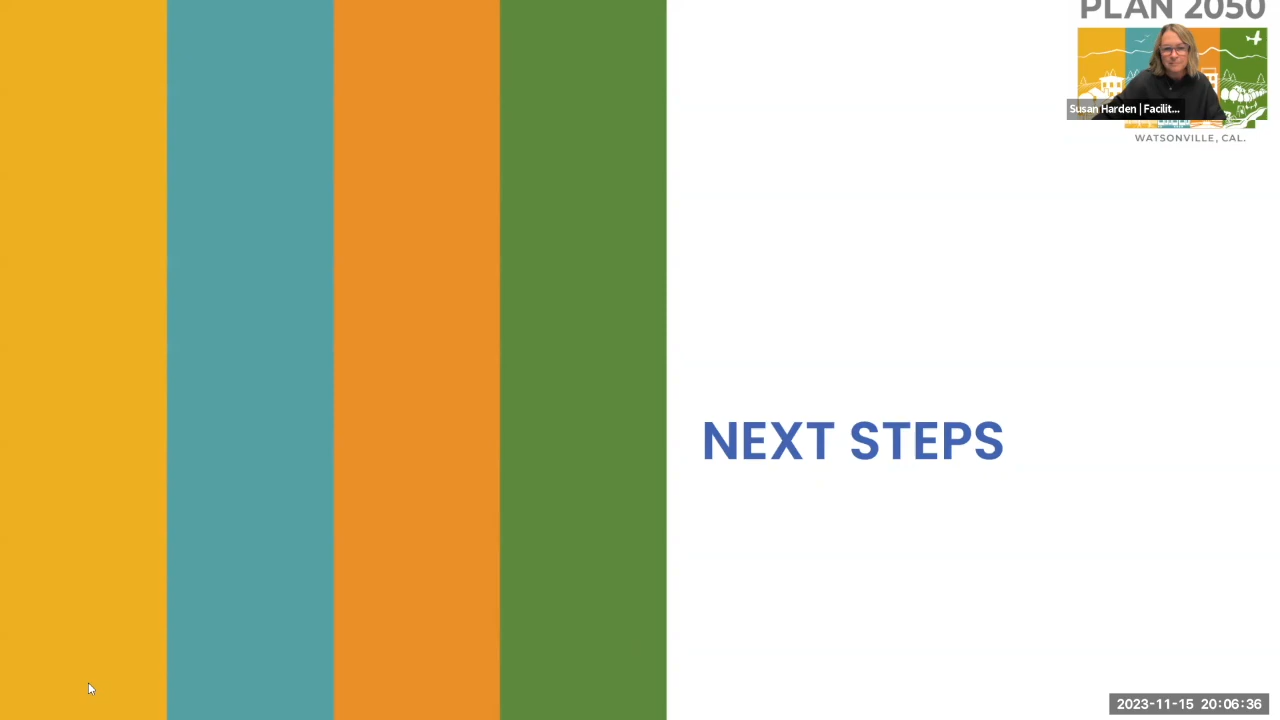 PLAN 2050
Susan Harden | Facilit...
WATSONVILLE, CAL.
NEXT STEPS
2023-11-15 20:06:36